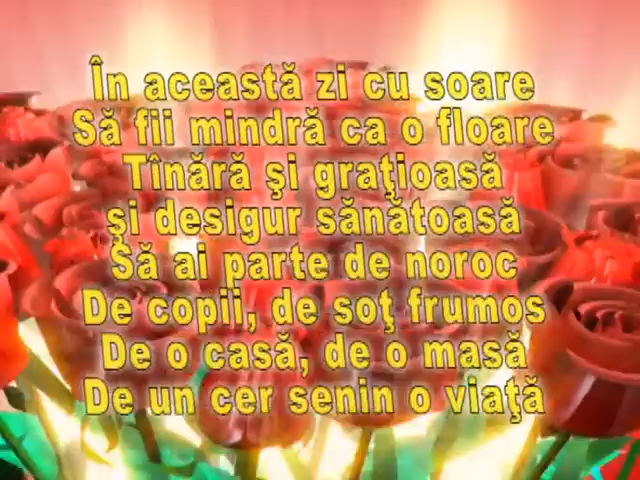 În această zi cu soare
Să fii mindră ca o floare
Tînără şi graţioasă
şi desigur sănătoasă
Să ai parte de noroc
De copii, de soţ frumos
De o casă, de o masă
De un cer senin o viaţă